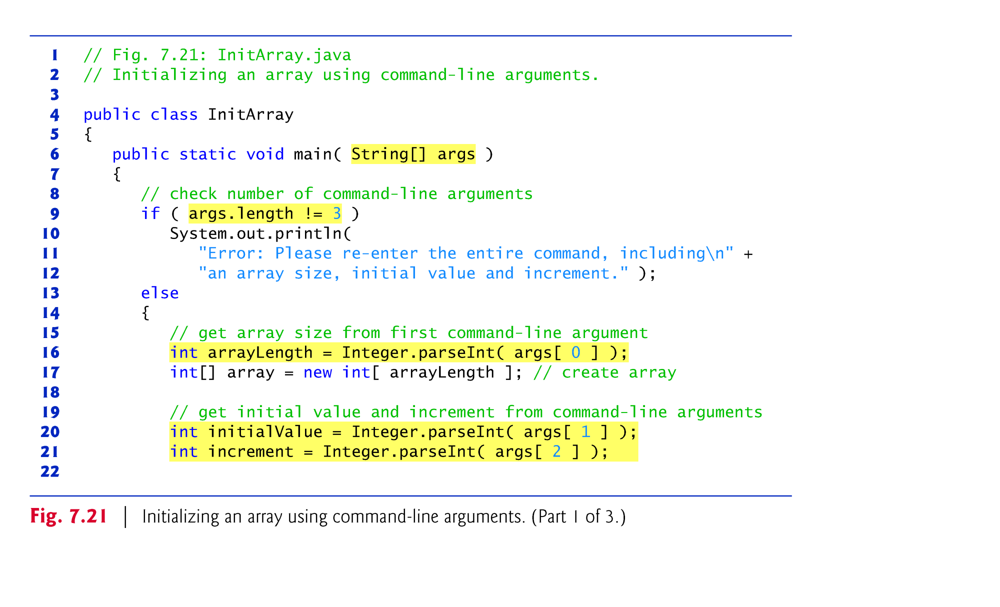 1 // Fig. 7.21: InitArray.java
2 // Initializing an array using command-line arguments.
3
4 public class InitArray
5 {
6    public static void main( String[] args )
7    {
8       // check number of command-line arguments
9       if ( args.length != 3 )
10          System.out.println(
11             "Error: Please re-enter the entire command, including\n" +
12             "an array size, initial value and increment." );
13       else
14       {
15          // get array size from first command-line argument
16          int arrayLength = Integer.parseInt( args[ 0 ] );
17          int[] array = new int[ arrayLength ]; // create array
18
19          // get initial value and increment from command-line arguments
20          int initialValue = Integer.parseInt( args[ 1 ] );
21          int increment = Integer.parseInt( args[ 2 ] );
22
Fig. 7.21 | Initializing an array using command-line arguments. (Part 1 of 3.)